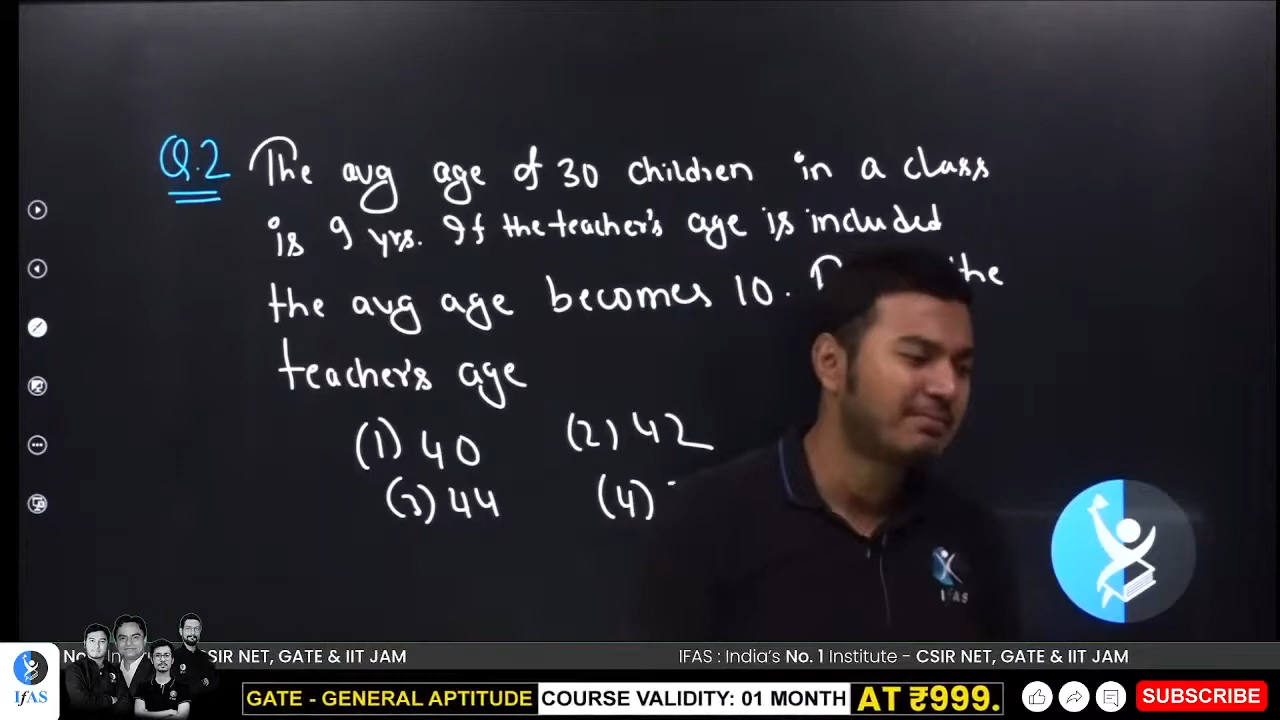 Q.2 The avg age of 30 children in a class
is 9 yrs. If the teacher's age is included
the avg age becomes 10. the
teacher's age
(1) 40 (2) 42
(3) 44 (4)
IFAS
IFAS
CSIR NET, GATE & IIT JAM
IFAS : India's No. 1 Institute - CSIR NET, GATE & IIT JAM
GATE - GENERAL APTITUDE COURSE VALIDITY: 01 MONTH AT ₹999.
SUBSCRIBE